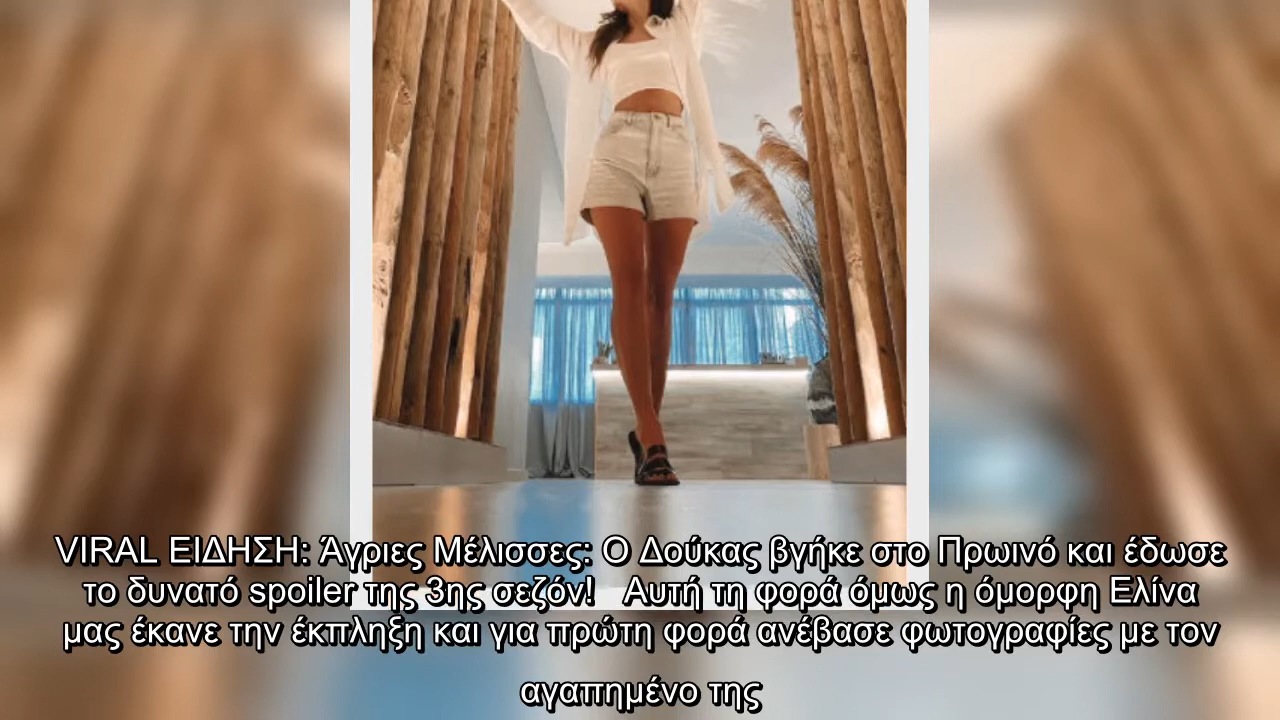 VIRAL ΕΙΔΗΣΗ: Άγριες Μέλισσες: Ο Δούκας βγήκε στο Πρωινό και έδωσε
το δυνατό spoiler της 3ης σεζόν! Αυτή τη φορά όμως η όμορφη Ελίνα
μας έκανε την έκπληξη και για πρώτη φορά ανέβασε φωτογραφίες με τον
αγαπημένο της